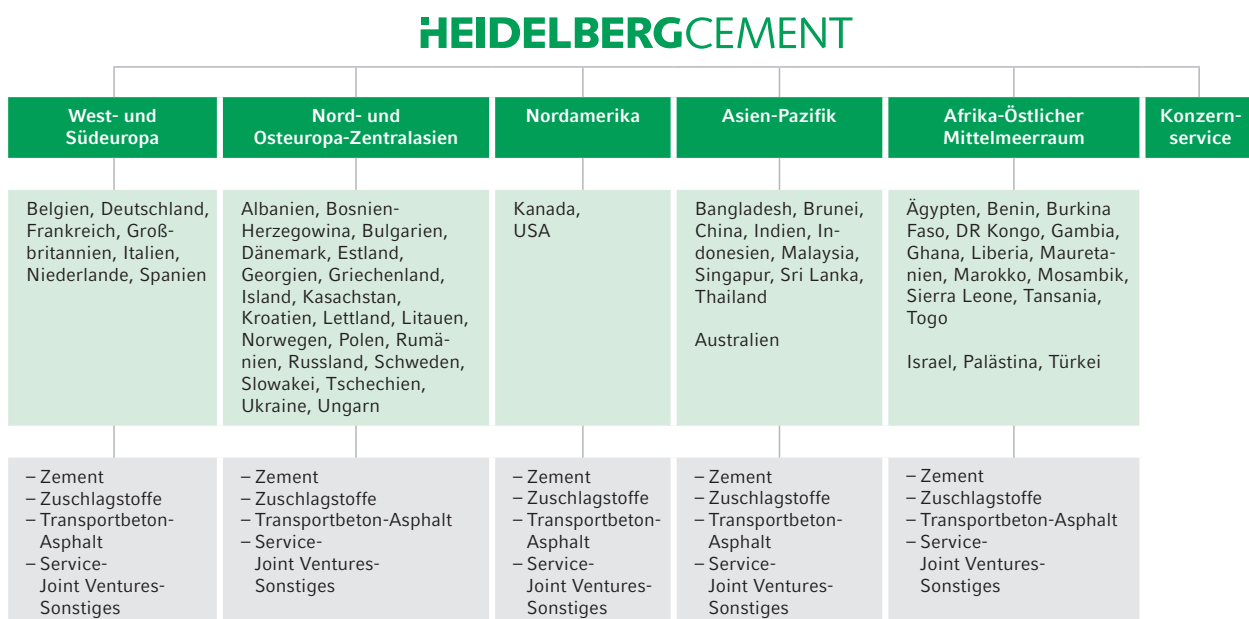 HEIDELBERGCEMENT
West- und
Südeuropa
Nord- und
Osteuropa-Zentralasien
Nordamerika
Asien-Pazifik
Afrika-Östlicher
Mittelmeerraum
Konzern-
service
Belgien, Deutschland,
Frankreich, Groß-
britannien, Italien,
Niederlande, Spanien
Albanien, Bosnien-
Herzegowina, Bulgarien,
Dänemark, Estland,
Georgien, Griechenland,
Island, Kasachstan,
Kroatien, Lettland, Litauen,
Norwegen, Polen, Rumä-
nien, Russland, Schweden,
Slowakei, Tschechien,
Ukraine, Ungarn
Kanada,
USA
Bangladesh, Brunei,
China, Indien, In-
donesien, Malaysia,
Singapur, Sri Lanka,
Thailand
Australien
Ägypten, Benin, Burkina
Faso, DR Kongo, Gambia,
Ghana, Liberia, Maureta-
nien, Marokko, Mosambik,
Sierra Leone, Tansania,
Togo
Israel, Palästina, Türkei
– Zement
– Zuschlagstoffe
– Transportbeton-
Asphalt
– Service-
Joint Ventures-
Sonstiges
– Zement
– Zuschlagstoffe
– Transportbeton-Asphalt
– Service-
Joint Ventures-
Sonstiges
– Zement
– Zuschlagstoffe
– Transportbeton-
Asphalt
– Service-
Joint Ventures-
Sonstiges
– Zement
– Zuschlagstoffe
– Transportbeton-
Asphalt
– Service-
Joint Ventures-
Sonstiges
– Zement
– Zuschlagstoffe
– Transportbeton-Asphalt
– Service-
Joint Ventures-
Sonstiges